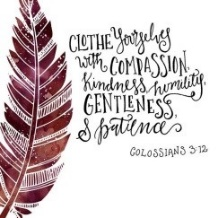 CLOTHE Yourselves
with COMPASSION,
Kindness, humility,
GENTLENESS,
& patience
COLOSSIANS 3:12